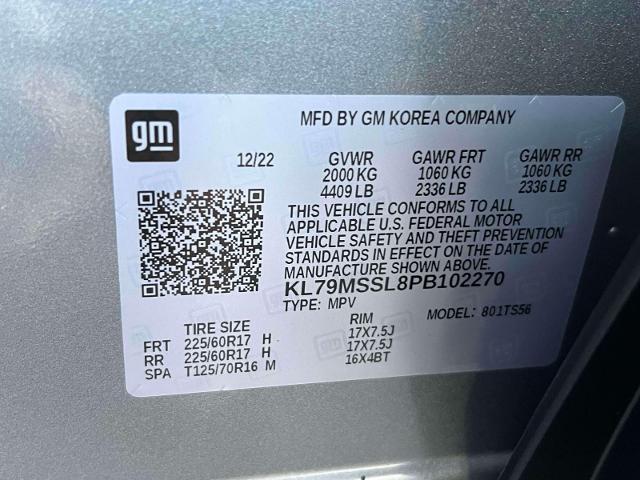 gm
MFD BY GM KOREA COMPANY
12/22 GVWR GAWR FRT GAWR RR
2000 KG 1060 KG 1060 KG
4409 LB 2336 LB 2336 LB
THIS VEHICLE CONFORMS TO ALL
APPLICABLE U.S. FEDERAL MOTOR
VEHICLE SAFETY AND THEFT PREVENTION
STANDARDS IN EFFECT ON THE DATE OF
MANUFACTURE SHOWN ABOVE.
KL79MSSL8PB102270
TYPE: MPV MODEL: 801TS56
TIRE SIZE RIM
FRT 225/60R17 H 17X7.5J
RR 225/60R17 H 17X7.5J
SPA T125/70R16 M 16X4BT